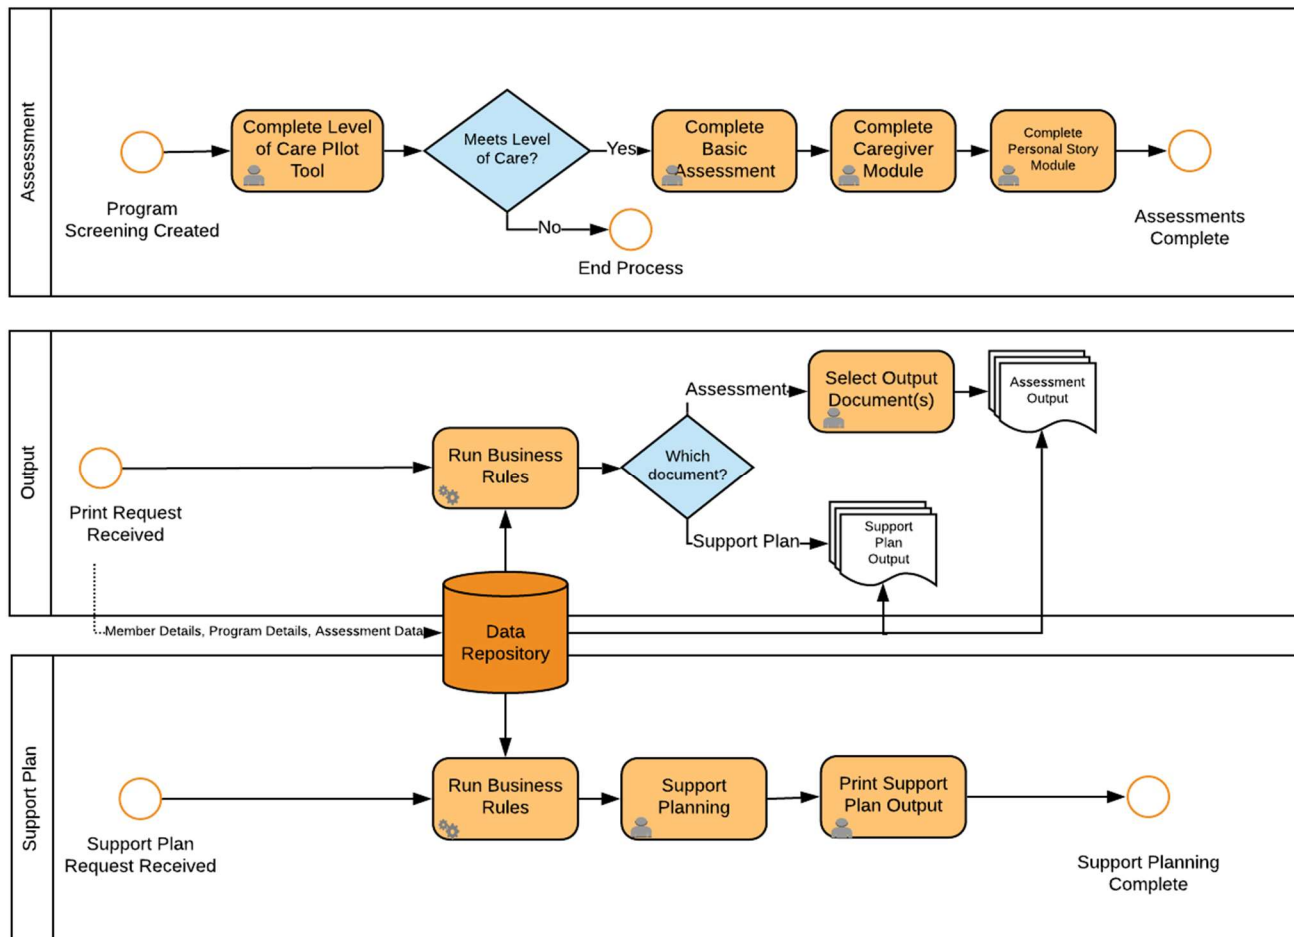 Assessment
Complete Level
of Care PIlot
Tool
Meets Level
of Care?
Yes
Complete
Basic
Assessment
Complete
Caregiver
Module
Complete
Personal Story
Module
Program
Screening Created
No
End Process
Assessments
Complete
Output
Assessment
Select Output
Document(s)
Assessment
Output
Run Business
Rules
Which
document?
Print Request
Received
Support Plan
Support
Plan
Output
Member Details, Program Details, Assessment Data
Data
Repository
Support Plan
Run Business
Rules
Support
Planning
Print Support
Plan Output
Support Plan
Request Received
Support Planning
Complete